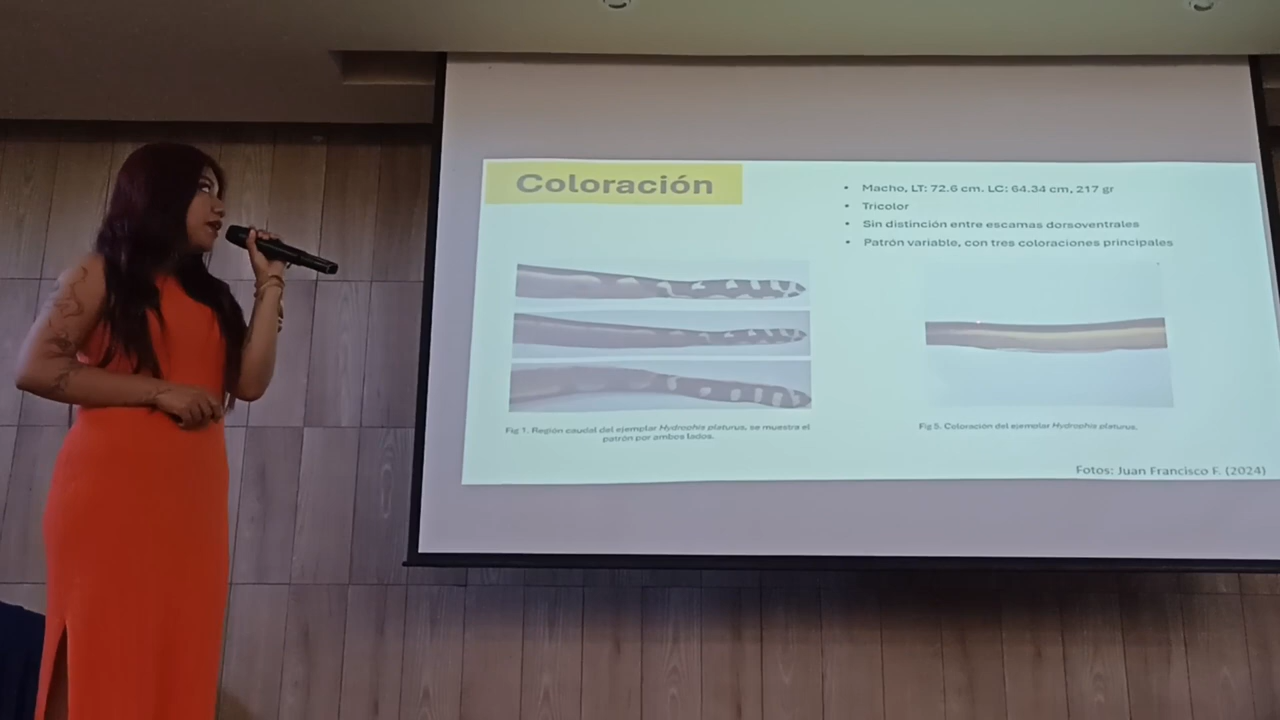 Coloración
• Macho, LT: 72.6 cm. LC: 64.34 cm, 217 gr
• Tricolor
• Sin distinción entre escamas dorsoventrales
• Patrón variable, con tres coloraciones principales
Fig 1. Región caudal del ejemplar Hydrophis platurus, se muestra el
patrón por ambos lados.
Fig 5. Coloración del ejemplar Hydrophis platurus.
Fotos: Juan Francisco F. (2024)